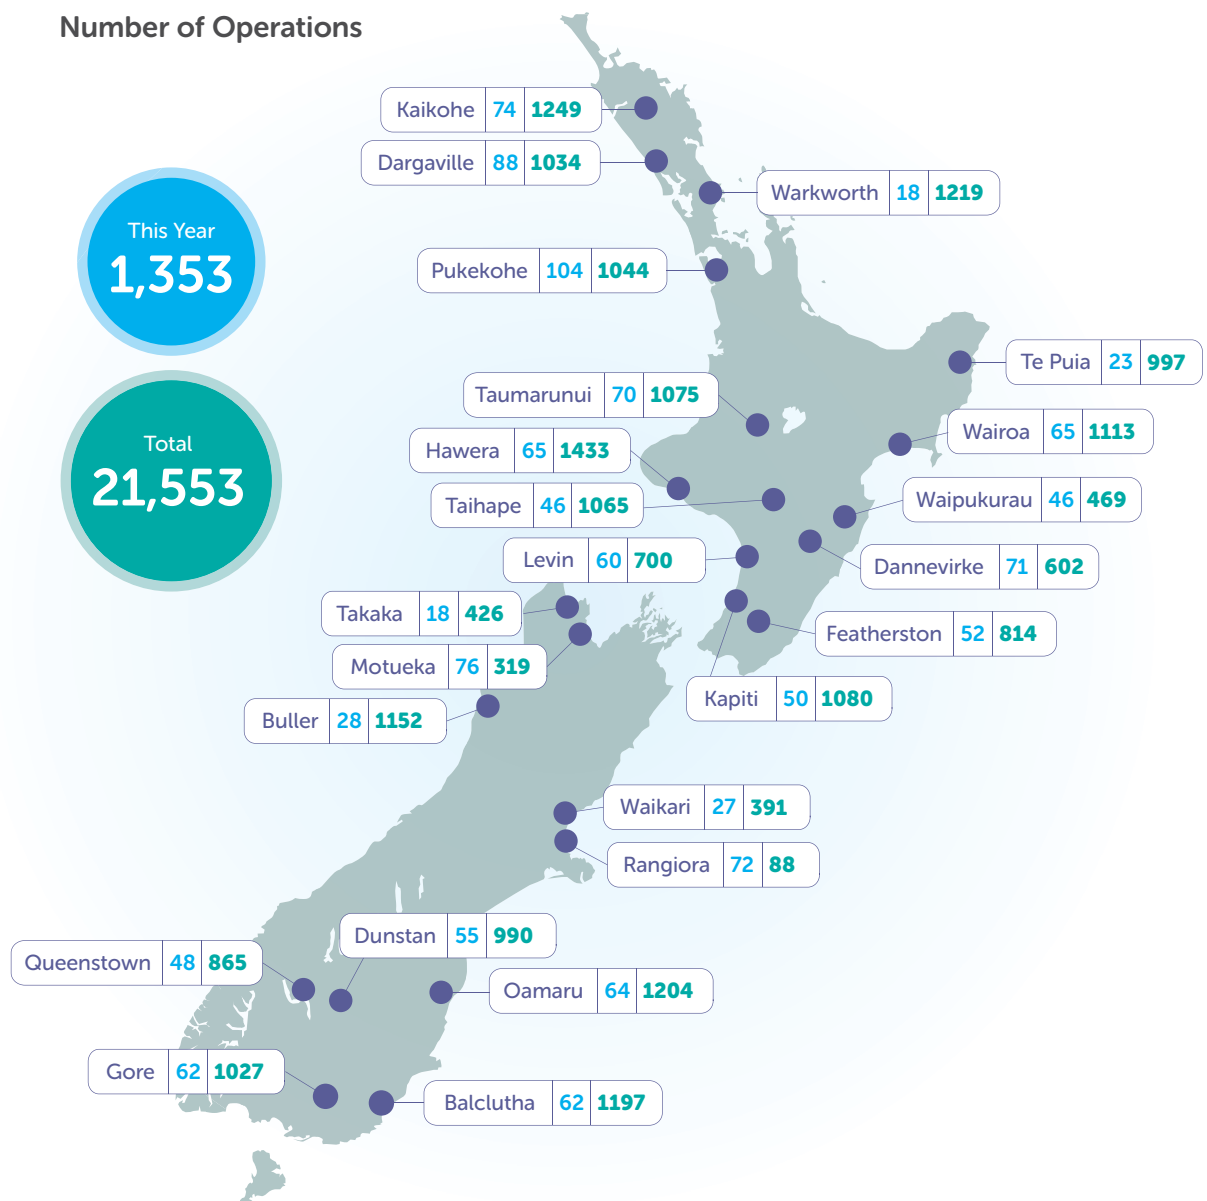 Number of Operations
Kaikohe 74 1249
Dargaville 88 1034
Warkworth 18 1219
This Year
1,353
Pukekohe 104 1044
Te Puia 23 997
Taumarunui 70 1075
Wairoa 65 1113
Hawera 65 1433
Total
21,553
Taihape 46 1065
Waipukurau 46 469
Levin 60 700
Dannevirke 71 602
Takaka 18 426
Featherston 52 814
Motueka 76 319
Kapiti 50 1080
Buller 28 1152
Waikari 27 391
Rangiora 72 88
Dunstan 55 990
Queenstown 48 865
Oamaru 64 1204
Gore 62 1027
Balclutha 62 1197